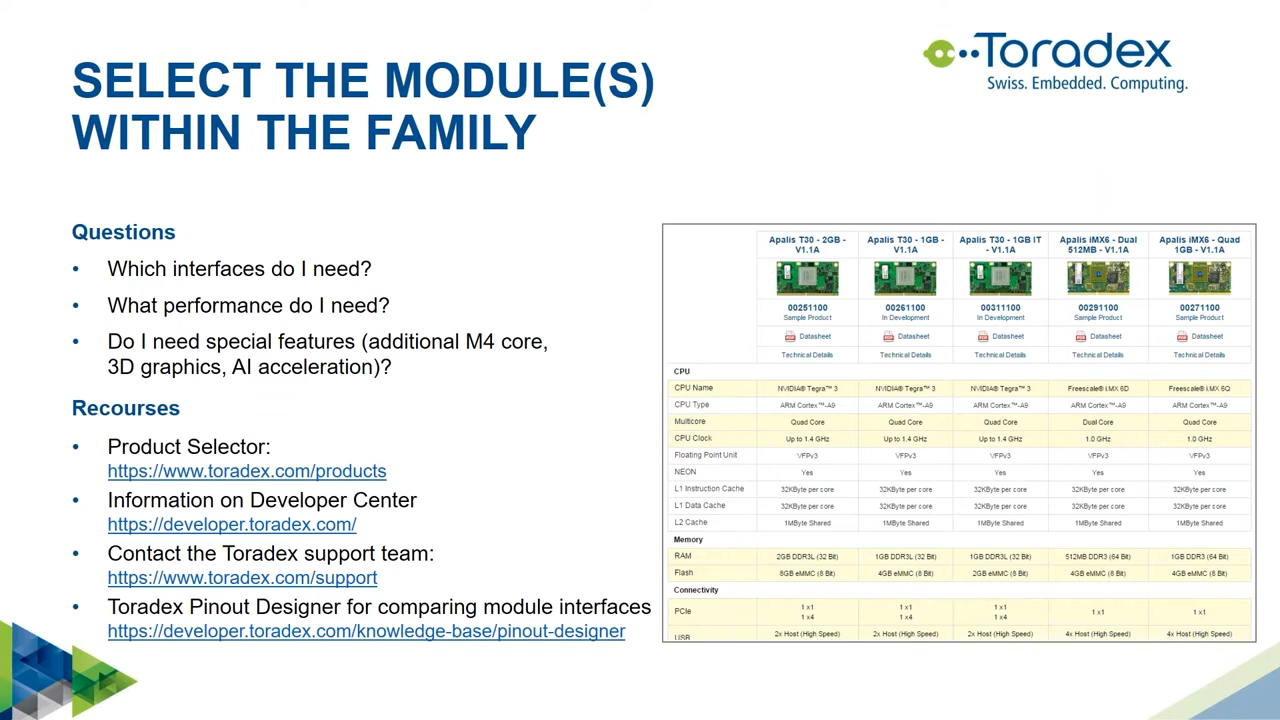 SELECT THE MODULE(S)
WITHIN THE FAMILY
Toradex
Swiss. Embedded. Computing.
Questions
• Which interfaces do I need?
• What performance do I need?
• Do I need special features (additional M4 core,
3D graphics, AI acceleration)?
Recourses
• Product Selector:
https://www.toradex.com/products
• Information on Developer Center
https://developer.toradex.com/
• Contact the Toradex support team:
https://www.toradex.com/support
• Toradex Pinout Designer for comparing module interfaces
https://developer.toradex.com/knowledge-base/pinout-designer
Apalis T30 - 2GB - Apalis T30 - 1GB - Apalis T30 - 1GB IT Apalis iMX6 - Dual Apalis iMX6 - Quad
V1.1A V1.1A - V1.1A 512MB - V1.1A 1GB - V1.1A
00251100 00261100 00311100 00291100 00271100
Sample Product In Development In Development Sample Product Sample Product
Datasheet Datasheet Datasheet Datasheet Datasheet
Technical Details Technical Details Technical Details Technical Details Technical Details
CPU
CPU Name NVIDIA® Tegra™ 3 NVIDIA® Tegra™ 3 NVIDIA® Tegra™ 3 Freescale® i.MX 6D Freescale® i.MX 6Q
CPU Type ARM Cortex™-A9 ARM Cortex™-A9 ARM Cortex™-A9 ARM Cortex™-A9 ARM Cortex™-A9
Multicore Quad Core Quad Core Quad Core Dual Core Quad Core
CPU Clock Up to 1.4 GHz Up to 1.4 GHz Up to 1.4 GHz 1.0 GHz 1.0 GHz
Floating Point Unit VFPv3 VFPv3 VFPv3 VFPv3 VFPv3
NEON Yes Yes Yes Yes Yes
L1 Instruction Cache 32KByte per core 32KByte per core 32KByte per core 32KByte per core 32KByte per core
L1 Data Cache 32KByte per core 32KByte per core 32KByte per core 32KByte per core 32KByte per core
L2 Cache 1MByte Shared 1MByte Shared 1MByte Shared 1MByte Shared 1MByte Shared
Memory
RAM 2GB DDR3L (32 Bit) 1GB DDR3L (32 Bit) 1GB DDR3L (32 Bit) 512MB DDR3 (64 Bit) 1GB DDR3 (64 Bit)
Flash 8GB eMMC (8 Bit) 4GB eMMC (8 Bit) 2GB eMMC (8 Bit) 4GB eMMC (8 Bit) 4GB eMMC (8 Bit)
Connectivity
PCIe 1 x1 1 x1 1 x1 1 x1 1 x1
1 x4 1 x4 1 x4
USB 2x Host (High Speed) 2x Host (High Speed) 2x Host (High Speed) 4x Host (High Speed) 4x Host (High Speed)